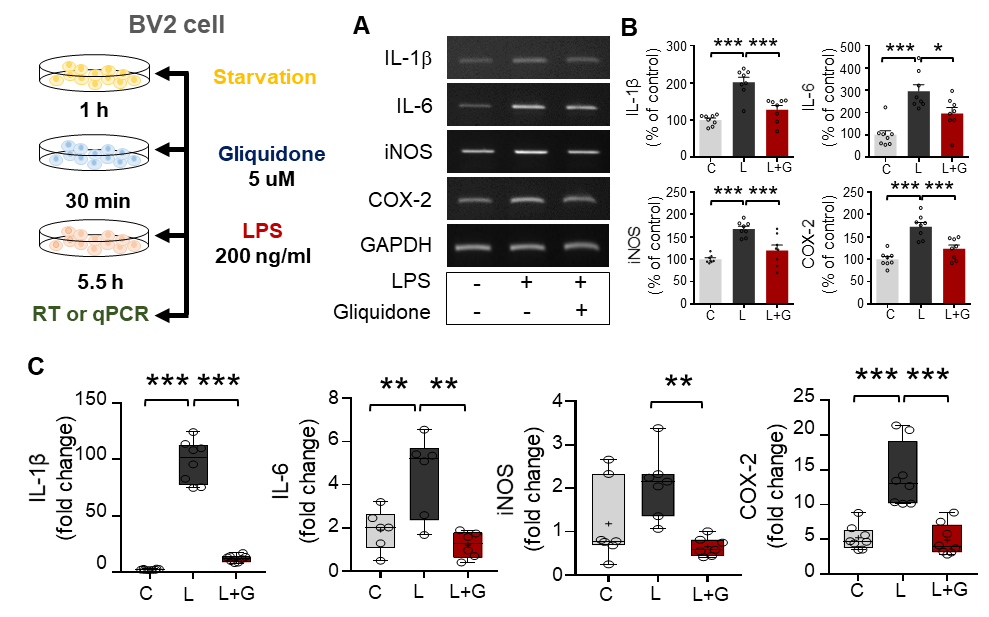 BV2 cell
Starvation
1 h
Gliquidone
5 uM
30 min
LPS
200 ng/ml
5.5 h
RT or qPCR
A
IL-1β
IL-6
iNOS
COX-2
GAPDH
LPS - + +
Gliquidone - - +
B
IL-1β
(% of control)
300
200
100
0
*** ***
C L L+G
IL-6
(% of control)
500
400
300
200
100
0
*** *
C L L+G
iNOS
(% of control)
250
200
150
100
50
0
*** ***
C L L+G
COX-2
(% of control)
250
200
150
100
50
0
*** ***
C L L+G
C
IL-1β
(fold change)
150
100
50
0
*** ***
C L L+G
IL-6
(fold change)
8
6
4
2
0
** **
C L L+G
iNOS
(fold change)
4
3
2
1
0
**
C L L+G
COX-2
(fold change)
25
20
15
10
5
0
*** ***
C L L+G